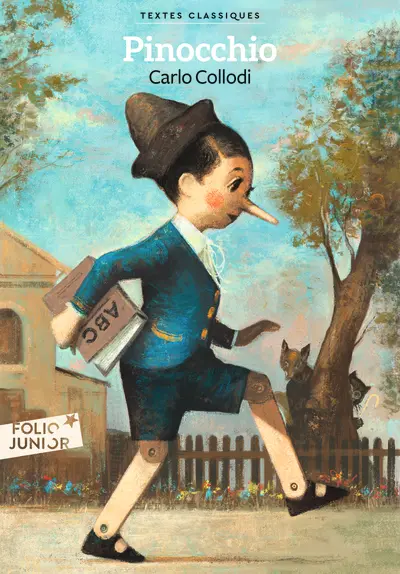 TEXTES CLASSIQUES
Pinocchio
Carlo Collodi
ABC
FOLIO
JUNIOR